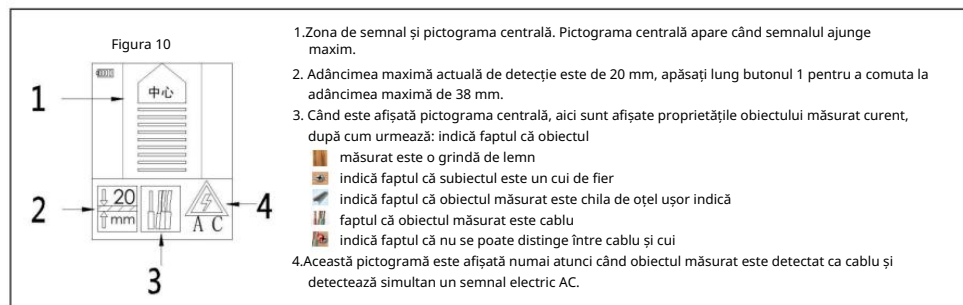 Figura 10
中心
1
20
mm
A C
2
3
4
1.Zona de semnal și pictograma centrală. Pictograma centrală apare când semnalul ajunge
maxim.
2. Adâncimea maximă actuală de detecție este de 20 mm, apăsați lung butonul 1 pentru a comuta la
adâncimea maximă de 38 mm.
3. Când este afișată pictograma centrală, aici sunt afișate proprietățile obiectului măsurat curent,
după cum urmează: indică faptul că obiectul
măsurat este o grindă de lemn
indică faptul că subiectul este un cui de fier
indică faptul că obiectul măsurat este chila de oțel ușor indică
faptul că obiectul măsurat este cablu
indică faptul că nu se poate distinge între cablu și cui
4.Această pictogramă este afișată numai atunci când obiectul măsurat este detectat ca cablu și
detectează simultan un semnal electric AC.